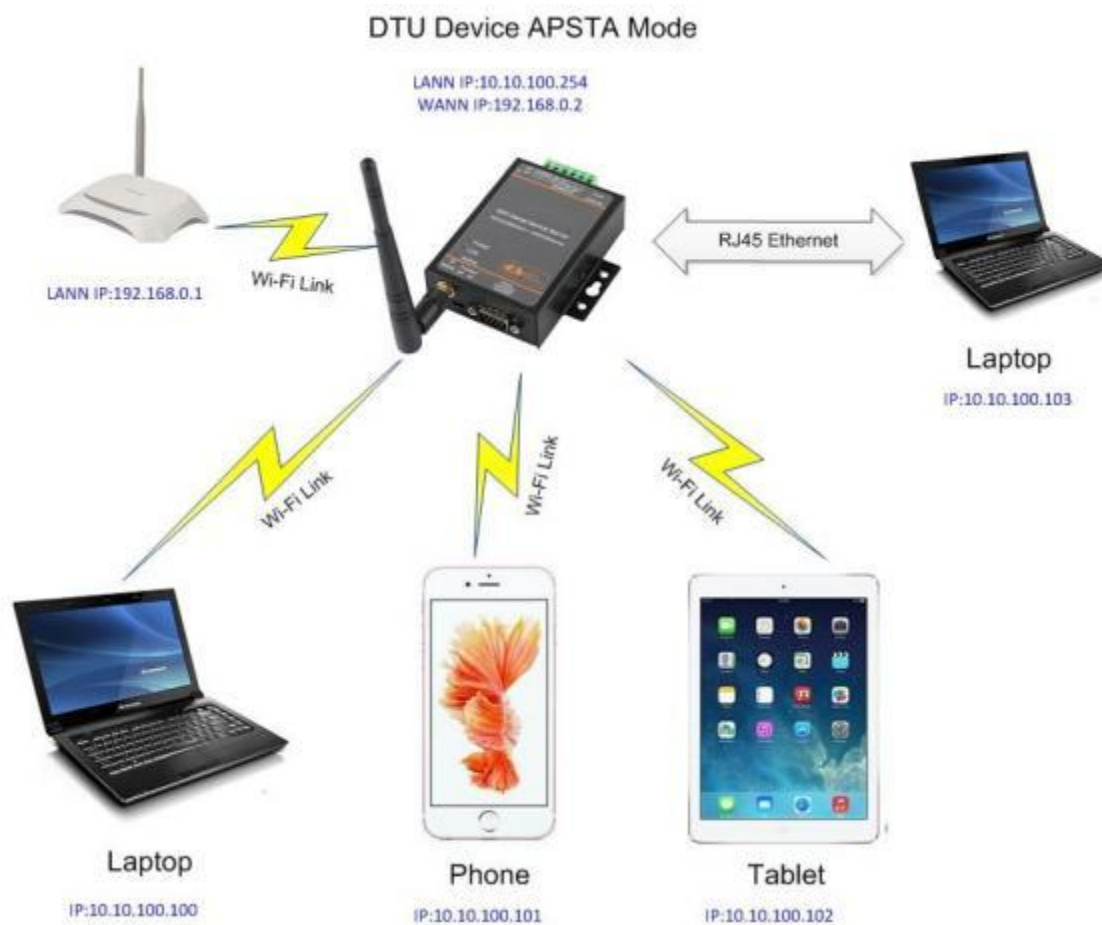 DTU Device APSTA Mode
LANN IP:10.10.100.254
WANN IP:192.168.0.2
RJ45 Ethernet
Wi-Fi Link
LANN IP:192.168.0.1
Laptop
IP:10.10.100.103
Wi-Fi Link
Wi-Fi Link
Wi-Fi Link
Laptop
IP:10.10.100.100
Phone
IP:10.10.100.101
Tablet
IP:10.10.100.102